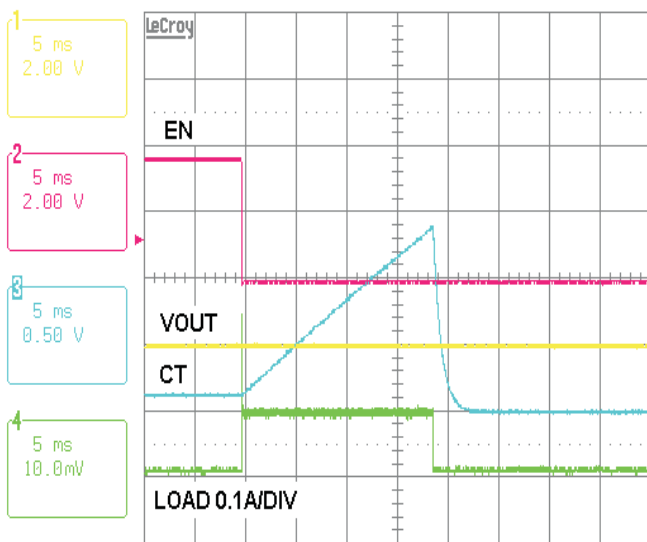 1
5 ms
2.00 V
2
5 ms
2.00 V
3
5 ms
0.50 V
4
5 ms
10.0mV
LeCroy
EN
VOUT
CT
LOAD 0.1A/DIV